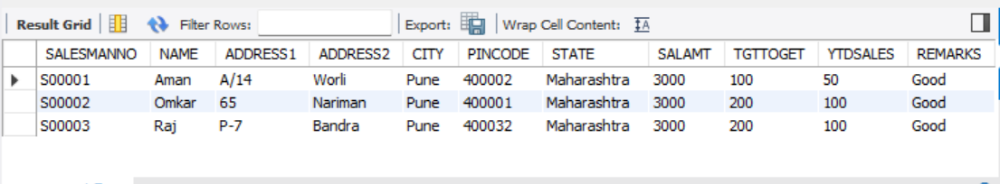 Result Grid Filter Rows: Export: Wrap Cell Content:
SALESMANNO NAME ADDRESS1 ADDRESS2 CITY PINCODE STATE SALAMT TGTTOGET YTDSALES REMARKS
S00001 Aman A/14 Worli Pune 400002 Maharashtra 3000 100 50 Good
S00002 Omkar 65 Nariman Pune 400001 Maharashtra 3000 200 100 Good
S00003 Raj P-7 Bandra Pune 400032 Maharashtra 3000 200 100 Good